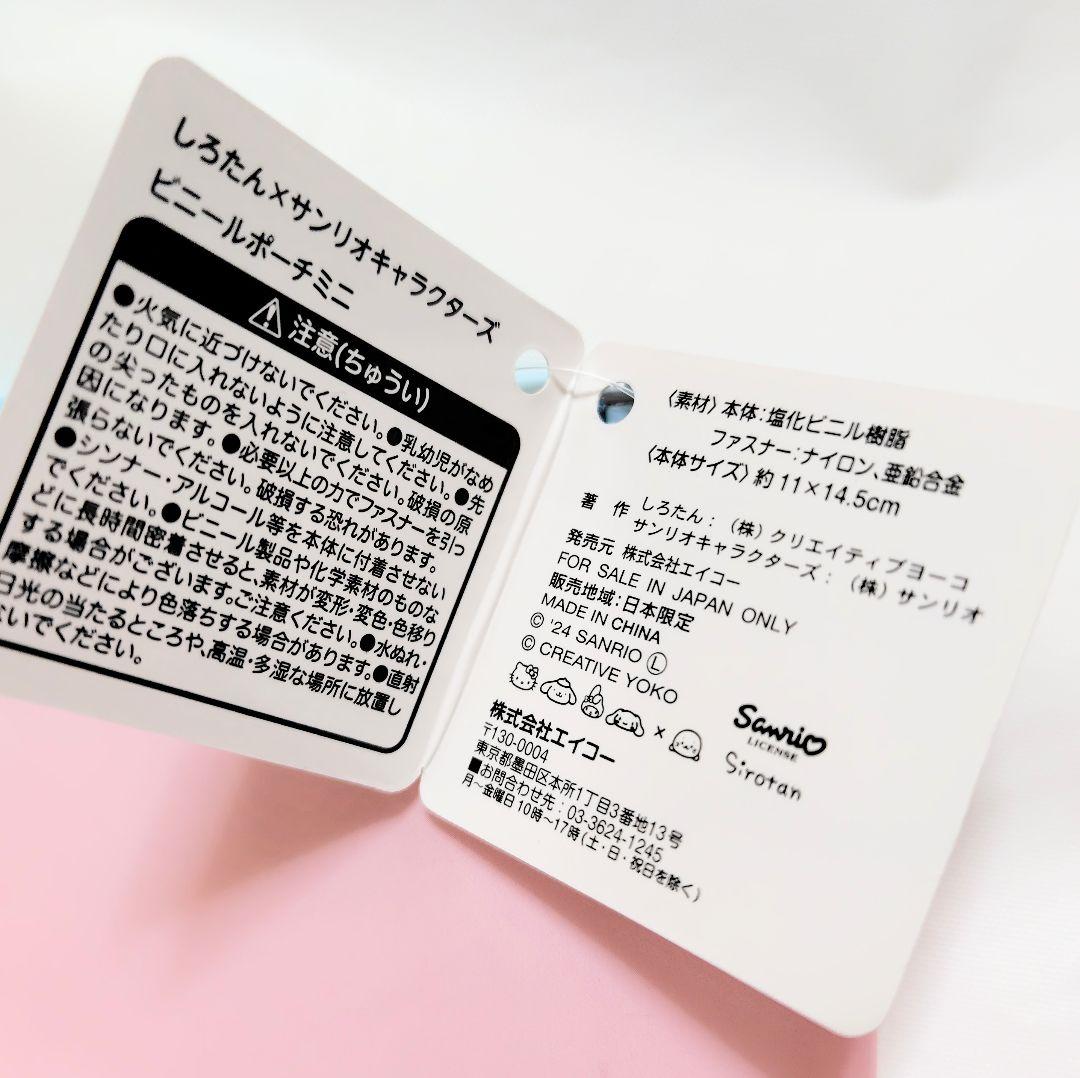 しろたん×サンリオキャラクターズ
ビニールポーチミニ
注意(ちゅうい)
●火気に近づけないでください。●乳幼児がなめ
たり口に入れないように注意してください。●先
の尖ったものを入れないでください。破損の原
因になります。●必要以上の力でファスナーを引っ
張らないでください。破損する恐れがあります。
●シンナー・アルコール等を本体に付着させない
でください。●ビニール製品や化学素材のものな
どに長時間密着させると、素材が変形・変色・色移り
する場合がございます。ご注意ください。●水ぬれ・
摩擦などにより色落ちする場合があります。●直射
日光の当たるところや、高温・多湿な場所に放置し
ないでください。
〈素材〉本体:塩化ビニル樹脂
ファスナー:ナイロン、亜鉛合金
〈本体サイズ〉約11×14.5cm
著 作 しろたん:(株)クリエイティブヨーコ
サンリオキャラクターズ:(株)サンリオ
発売元 株式会社エイコー
FOR SALE IN JAPAN ONLY
販売地域:日本限定
MADE IN CHINA
© '24 SANRIO Ⓛ
© CREATIVE YOKO
×
Sanrio
LICENSE
Sirotan
株式会社エイコー
〒130-0004
東京都墨田区本所1丁目3番地13号
■お問合わせ先:03-3624-1245
月~金曜日10時~17時(土・日・祝日を除く)